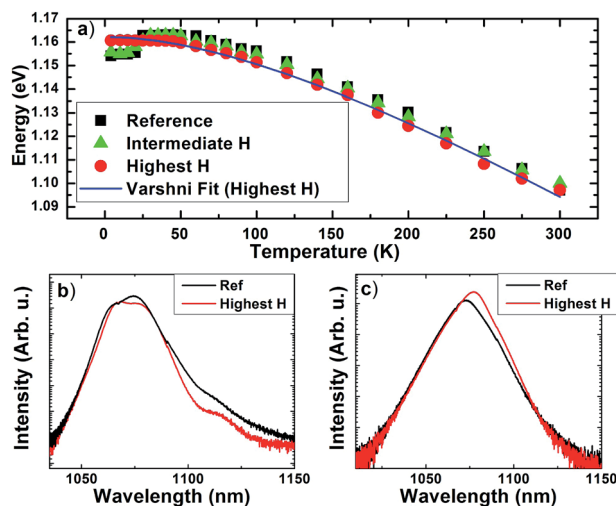 a)
Energy (eV)
1.17
1.16
1.15
1.14
1.13
1.12
1.11
1.10
1.09
Reference
Intermediate H
Highest H
Varshni Fit (Highest H)
0 50 100 150 200 250 300
Temperature (K)
b)
Ref
Highest H
Intensity (Arb. u.)
1050 1100 1150
Wavelength (nm)
c)
Ref
Highest H
Intensity (Arb. u.)
1050 1100 1150
Wavelength (nm)